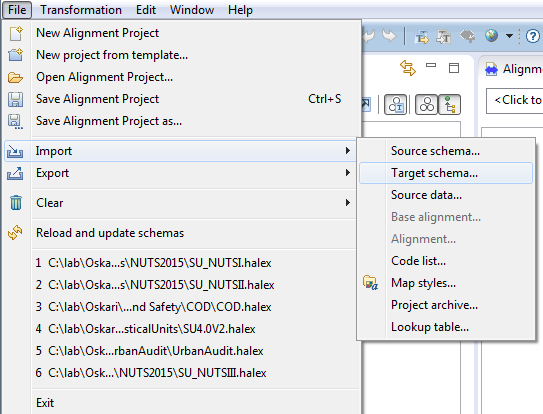 File Transformation Edit Window Help
New Alignment Project
New project from template...
Open Alignment Project...
Save Alignment Project Ctrl+S
Save Alignment Project as...
Import
Export
Clear
Reload and update schemas
1 C:\lab\Oska...s\NUTS2015\SU_NUTSI.halex
2 C:\lab\Oska...s\NUTS2015\SU_NUTSII.halex
3 C:\lab\Oskari\...nd Safety\COD\COD.halex
4 C:\lab\Oskar...sticalUnits\SU4.0V2.halex
5 C:\lab\Osk...rbanAudit\UrbanAudit.halex
6 C:\lab\Osk...\NUTS2015\SU_NUTSIII.halex
Exit
Source schema...
Target schema...
Source data...
Base alignment...
Alignment...
Code list...
Map styles...
Project archive...
Lookup table...
Alignm
<Click to